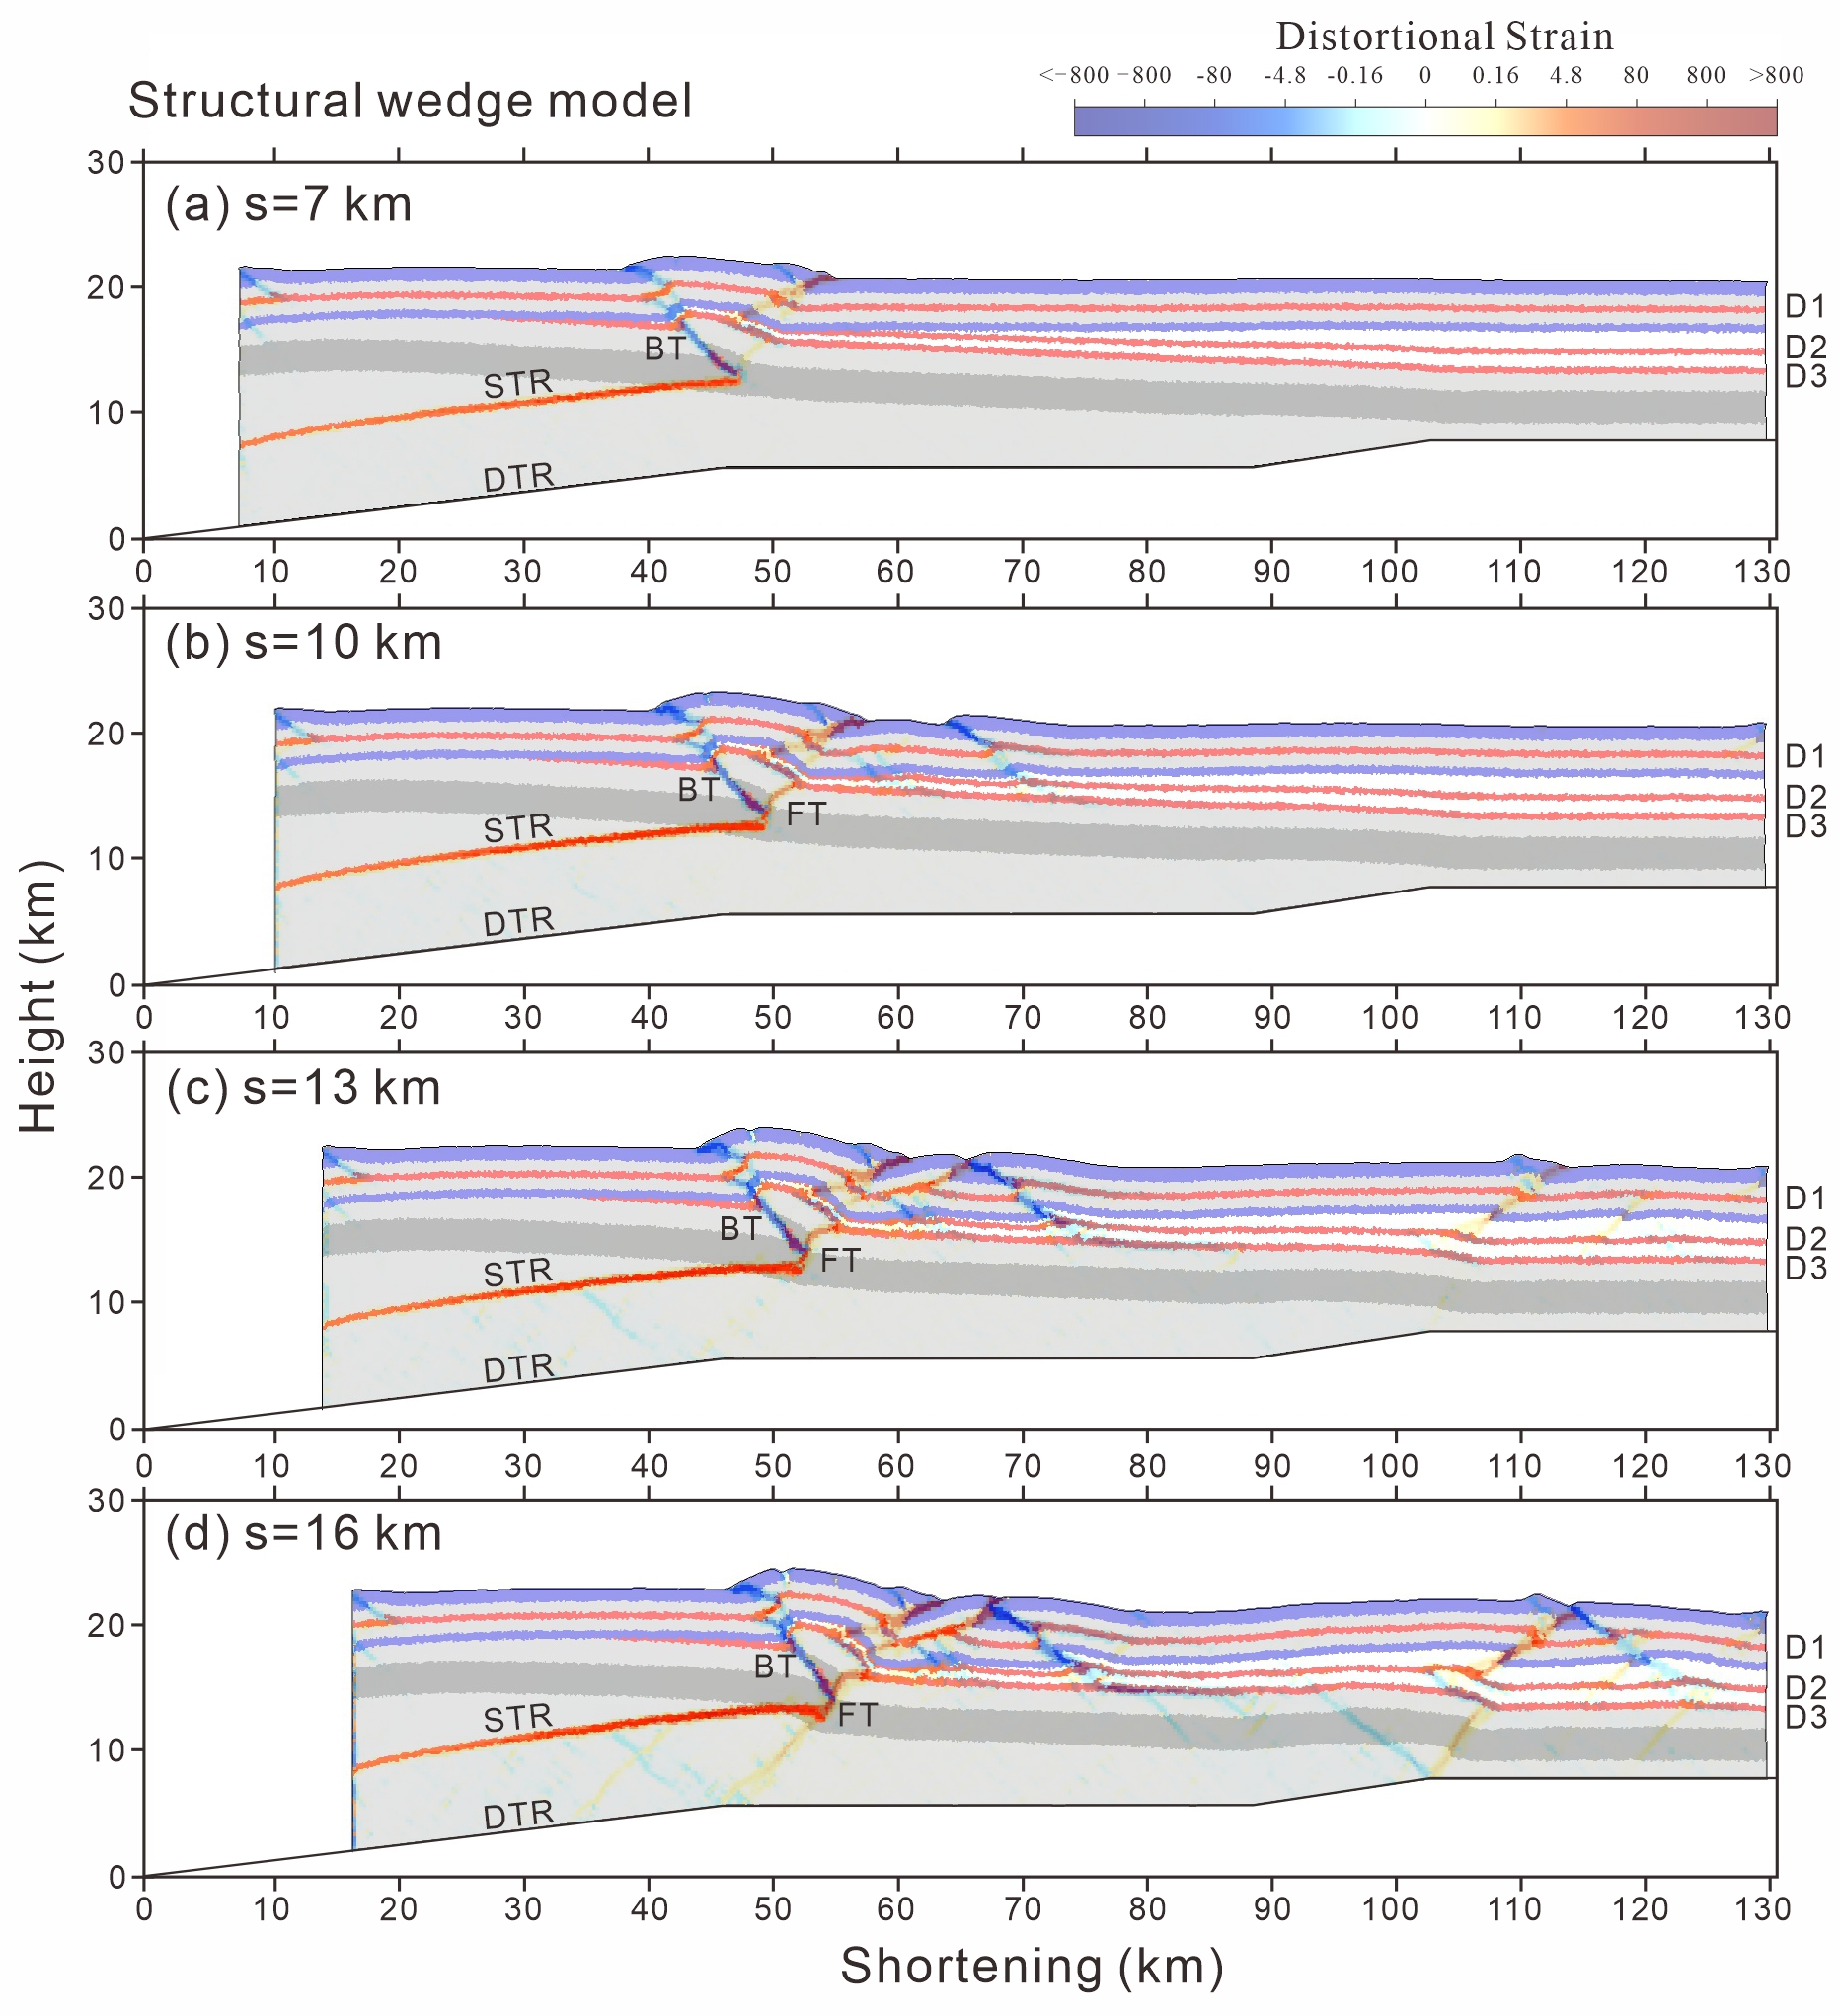 Distortional Strain
<−800 −800 -80 -4.8 -0.16 0 0.16 4.8 80 800 >800
Structural wedge model
30
(a) s=7 km
20
D1
BT
D2
D3
STR
10
DTR
0
0 10 20 30 40 50 60 70 80 90 100 110 120 130
30
(b) s=10 km
20
D1
BT
D2
FT
D3
STR
10
DTR
0
0 10 20 30 40 50 60 70 80 90 100 110 120 130
Height (km)
30
(c) s=13 km
20
D1
BT
D2
FT
D3
STR
10
DTR
0
0 10 20 30 40 50 60 70 80 90 100 110 120 130
30
(d) s=16 km
20
D1
BT
D2
FT
D3
STR
10
DTR
0
0 10 20 30 40 50 60 70 80 90 100 110 120 130
Shortening (km)